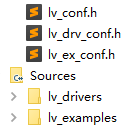 lv_conf.h
lv_drv_conf.h
lv_ex_conf.h
Sources
lv_drivers
lv_examples